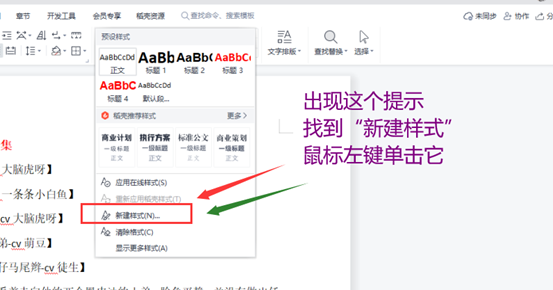 章节 开发工具 会员专享 稻壳资源 查找命令、搜索模板 未同步 协作
预设样式
AaBbCcDd AaBb AaBb( AaBbC
正文 标题 1 标题 2 标题 3
AaBbC AaBbCcDd
标题 4 默认段...
稻壳推荐样式 更多
商业计划 执行方案 标准公文 商业策划
一级标题 一级标题 一级标题 一级标题
正文 正文 正文 正文
应用在线样式(S)
重新应用稻壳样式(T)
新建样式(N)...
清除格式(C)
显示更多样式(A)
文字排版 查找替换 选择
出现这个提示
找到“新建样式”
鼠标左键单击它
集
大脑虎呀】
一条条小白鱼】
cv 大脑虎呀】
弟-cv 萌豆】
仔马尾辫-cv 徒生】